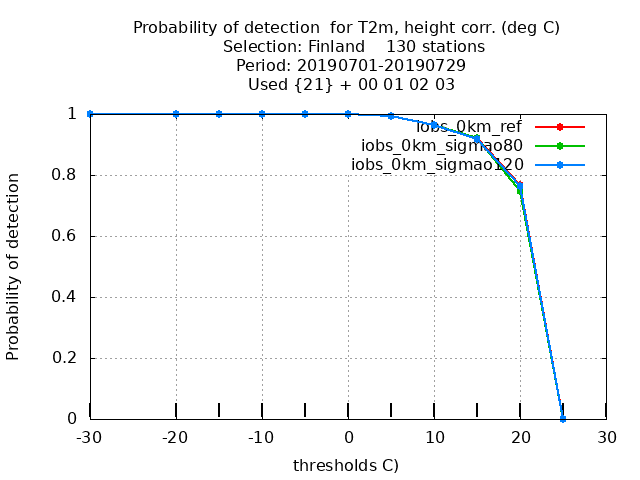 Probability of detection  for T2m, height corr. (deg C)
Selection: Finland    130 stations
Period: 20190701-20190729
Used {21} + 00 01 02 03
iobs_0km_ref
iobs_0km_sigmao80
iobs_0km_sigmao120
Probability of detection
1
0.8
0.6
0.4
0.2
0
-30 -20 -10 0 10 20 30
thresholds C)